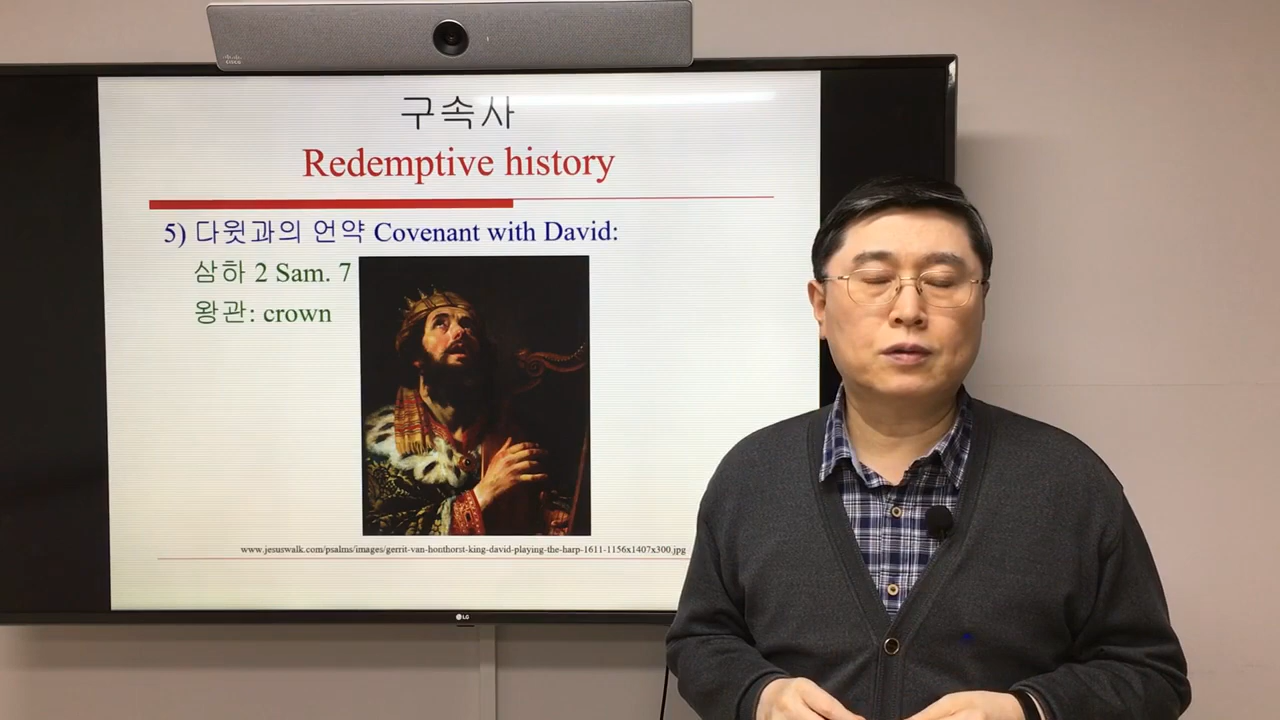 cisco
구속사
Redemptive history
5) 다윗과의 언약 Covenant with David:
삼하 2 Sam. 7
왕관: crown
www.jesuswalk.com/psalms/images/gerrit-van-honthorst-king-david-playing-the-harp-1611-1156x1407x300.jpg
LG